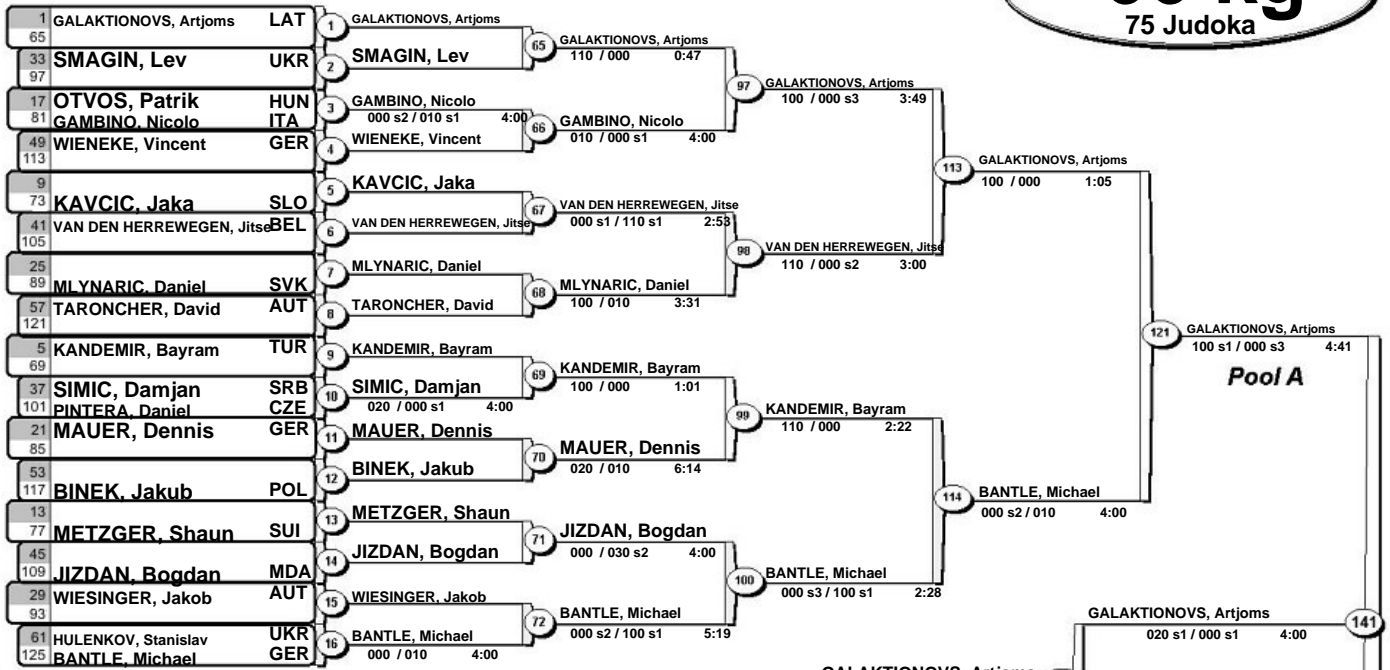 75 Judoka
1 GALAKTIONOVS, Artjoms LAT
65
33 SMAGIN, Lev UKR
97
17 OTVOS, Patrik HUN
81 GAMBINO, Nicolo ITA
49 WIENEKE, Vincent GER
113
9
73 KAVCIC, Jaka SLO
41 VAN DEN HERREWEGEN, Jitse BEL
105
25
89 MLYNARIC, Daniel SVK
57 TARONCHER, David AUT
121
5 KANDEMIR, Bayram TUR
69
37 SIMIC, Damjan SRB
101 PINTERA, Daniel CZE
21 MAUER, Dennis GER
85
53
117 BINEK, Jakub POL
13
77 METZGER, Shaun SUI
45
109 JIZDAN, Bogdan MDA
29 WIESINGER, Jakob AUT
93
61 HULENKOV, Stanislav UKR
125 BANTLE, Michael GER
1 GALAKTIONOVS, Artjoms
2 SMAGIN, Lev
3 GAMBINO, Nicolo
000 s2 / 010 s1 4:00
4 WIENEKE, Vincent
5 KAVCIC, Jaka
6 VAN DEN HERREWEGEN, Jitse
7 MLYNARIC, Daniel
8 TARONCHER, David
9 KANDEMIR, Bayram
10 SIMIC, Damjan
020 / 000 s1 4:00
11 MAUER, Dennis
12 BINEK, Jakub
13 METZGER, Shaun
14 JIZDAN, Bogdan
15 WIESINGER, Jakob
16 BANTLE, Michael
000 / 010 4:00
65 GALAKTIONOVS, Artjoms
110 / 000 0:47
66 GAMBINO, Nicolo
010 / 000 s1 4:00
67 VAN DEN HERREWEGEN, Jitse
000 s1 / 110 s1 2:53
68 MLYNARIC, Daniel
100 / 010 3:31
69 KANDEMIR, Bayram
100 / 000 1:01
70 MAUER, Dennis
020 / 010 6:14
71 JIZDAN, Bogdan
000 / 030 s2 4:00
72 BANTLE, Michael
000 s2 / 100 s1 5:19
97 GALAKTIONOVS, Artjoms
100 / 000 s3 3:49
98 VAN DEN HERREWEGEN, Jitse
110 / 000 s2 3:00
99 KANDEMIR, Bayram
110 / 000 2:22
100 BANTLE, Michael
000 s3 / 100 s1 2:28
113 GALAKTIONOVS, Artjoms
100 / 000 1:05
114 BANTLE, Michael
000 s2 / 010 4:00
121 GALAKTIONOVS, Artjoms
100 s1 / 000 s3 4:41
Pool A
GALAKTIONOVS, Artjoms
020 s1 / 000 s1 4:00
141